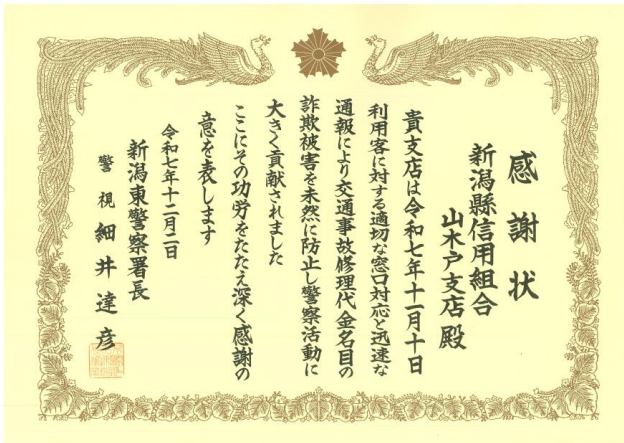 感謝状
新潟縣信用組合
山木戸支店殿
貴支店は令和七年十一月十日
利用客に対する適切な窓口対応と迅速な
通報により交通事故修理代金名目の
詐欺被害を未然に防止し警察活動に
大きく貢献されました
ここにその功労をたたえ深く感謝の
意を表します
令和七年十二月二日
新潟東警察署長
警視 細井達彦